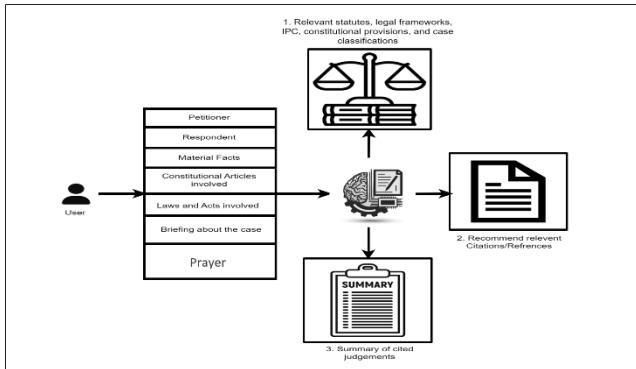 1. Relevant statutes, legal frameworks,
IPC, constitutional provisions, and case
classifications
Petitioner
Respondent
Material Facts
Constitutional Articles
involved
Laws and Acts involved
Briefing about the case
Prayer
User
2. Recommend relevent
Citations/Refrences
SUMMARY
3. Summary of cited
judgements